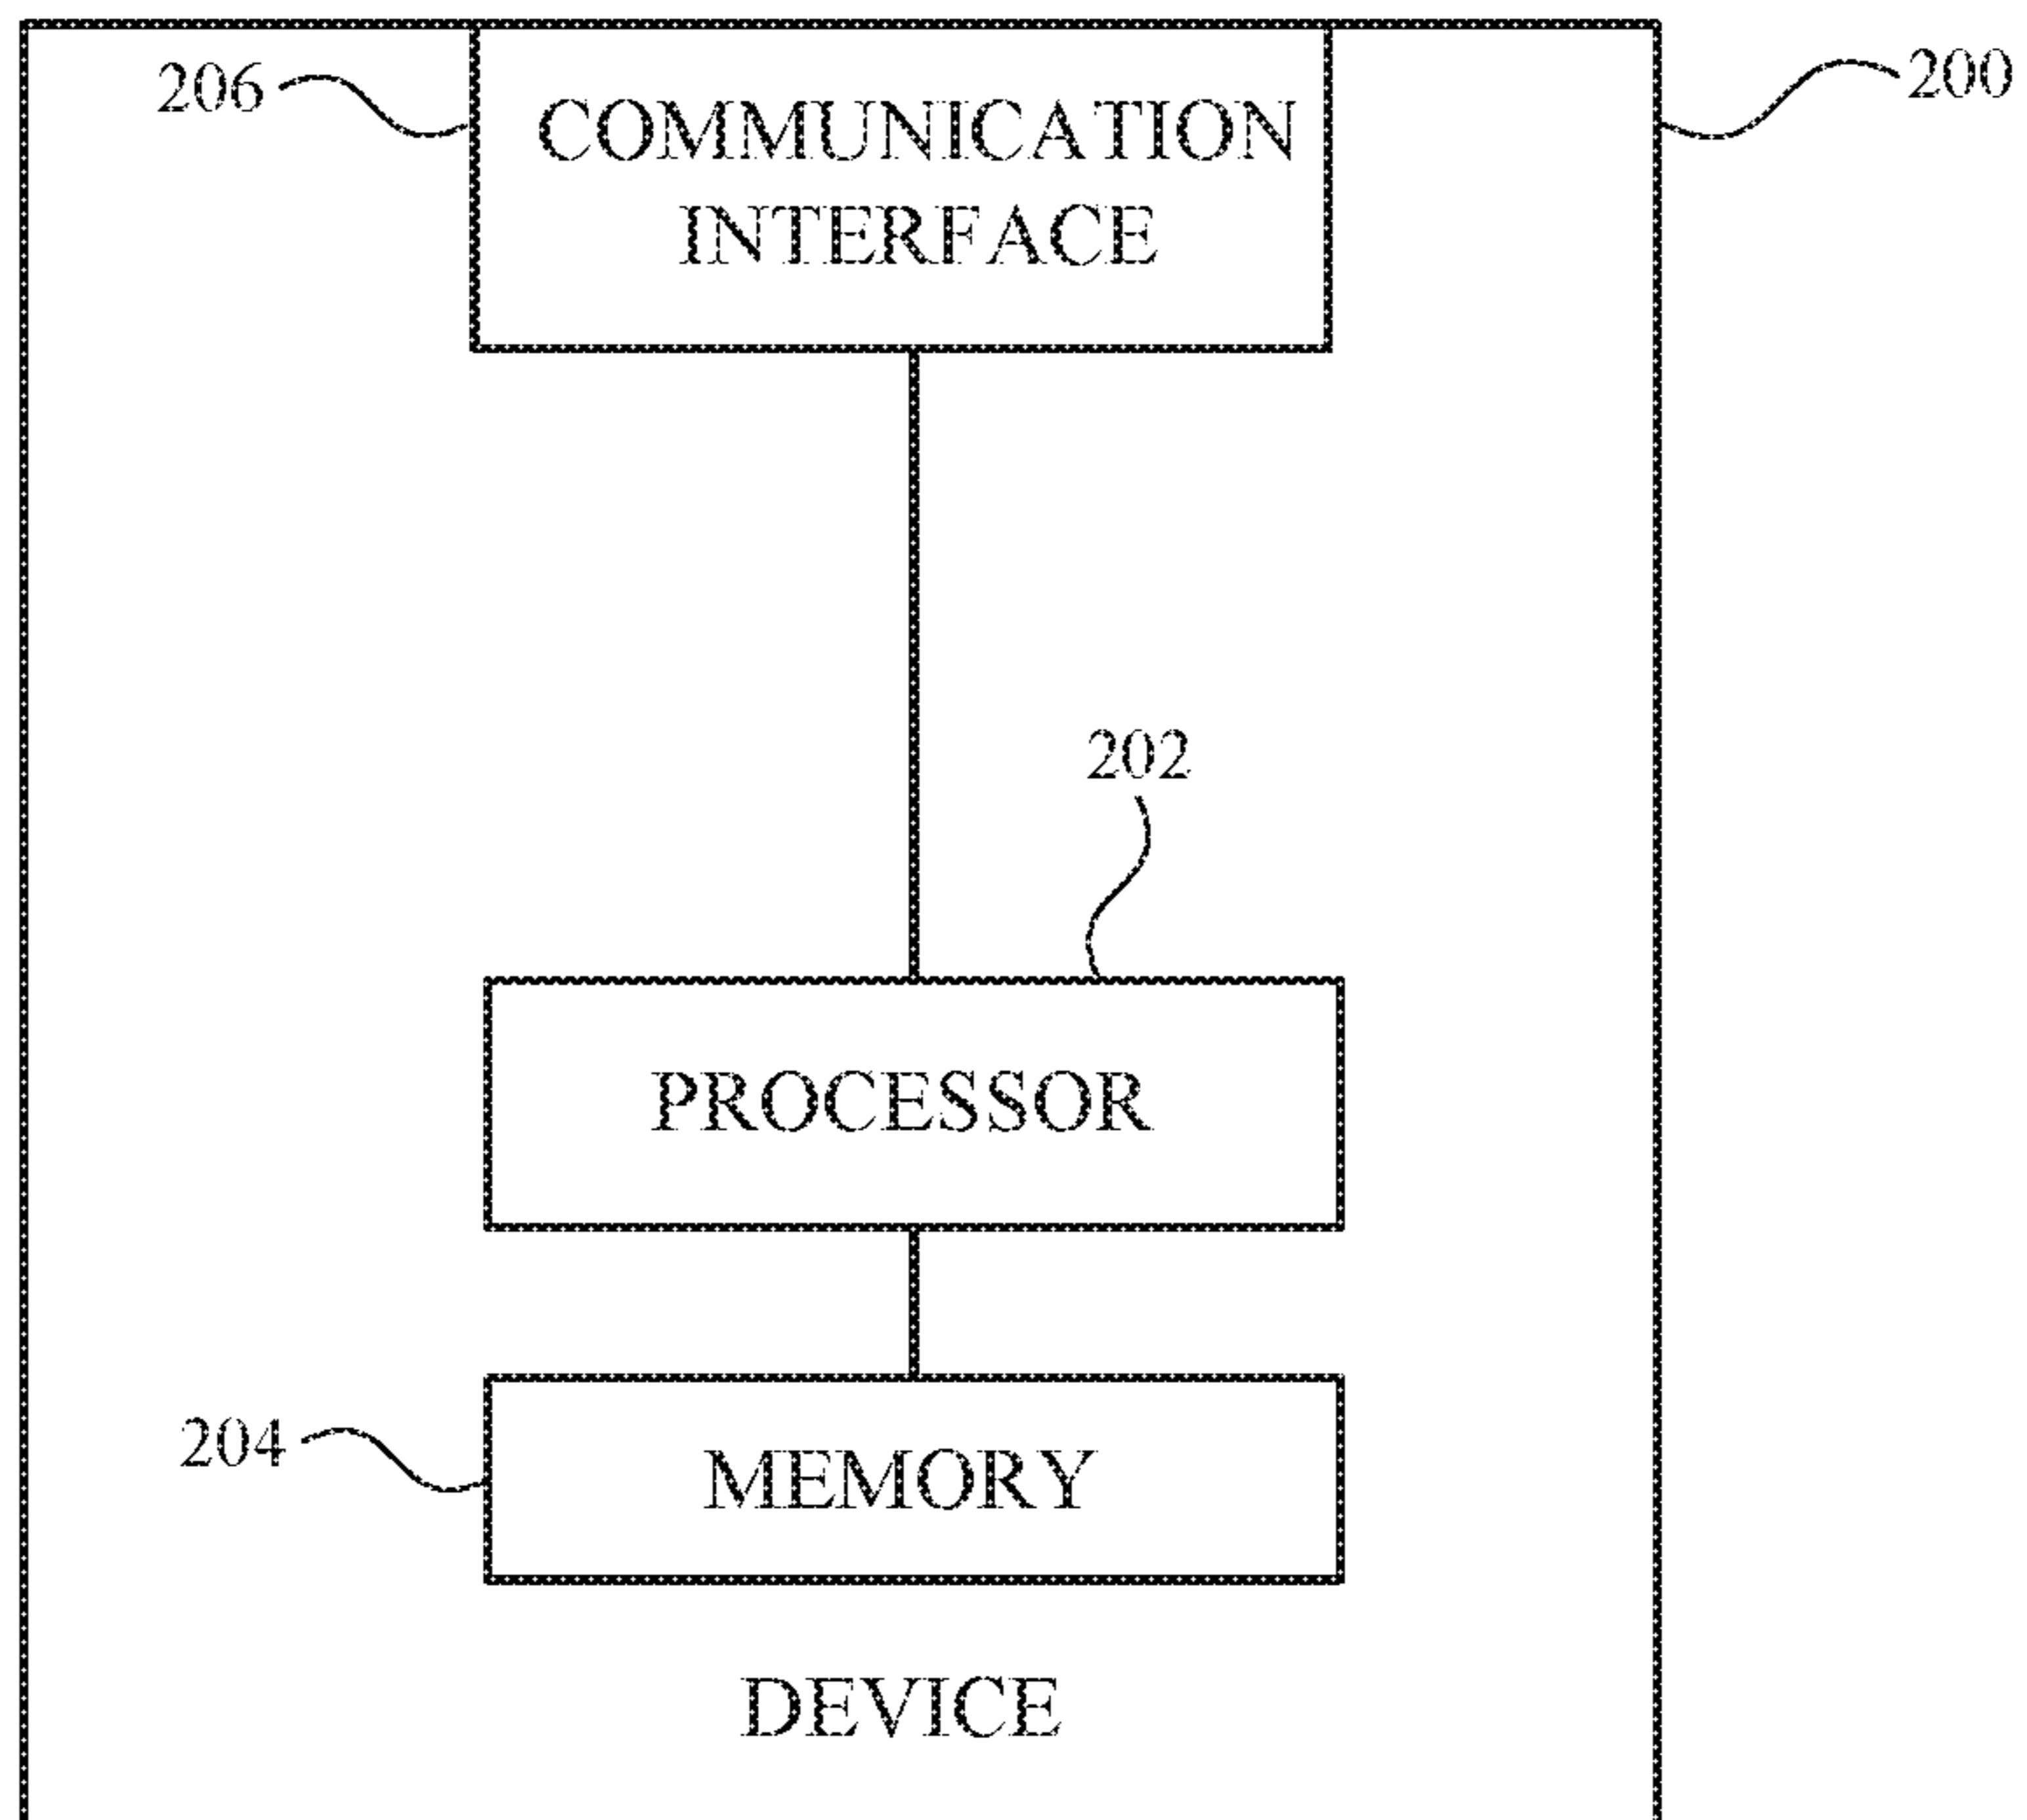 206
200
COMMUNICATION
INTERFACE
202
PROCESSOR
204
MEMORY
DEVICE